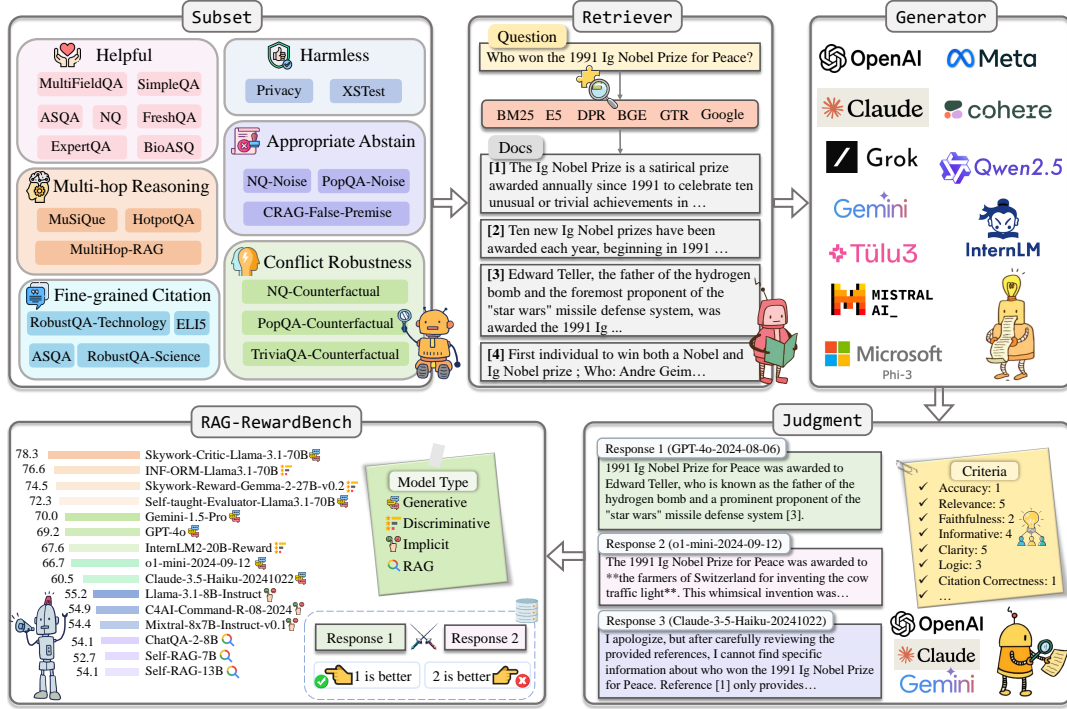 Subset
Helpful
MultiFieldQA
SimpleQA
ASQA
NQ
FreshQA
ExpertQA
BioASQ
Harmless
Privacy
XSTest
Appropriate Abstain
NQ-Noise
PopQA-Noise
CRAG-False-Premise
Multi-hop Reasoning
MuSiQue
HotpotQA
MultiHop-RAG
Conflict Robustness
NQ-Counterfactual
PopQA-Counterfactual
TriviaQA-Counterfactual
Fine-grained Citation
RobustQA-Technology
ELI5
ASQA
RobustQA-Science
Retriever
Question
Who won the 1991 Ig Nobel Prize for Peace?
BM25 E5 DPR BGE GTR Google
Docs
[1] The Ig Nobel Prize is a satirical prize
awarded annually since 1991 to celebrate ten
unusual or trivial achievements in …
[2] Ten new Ig Nobel prizes have been
awarded each year, beginning in 1991 …
[3] Edward Teller, the father of the hydrogen
bomb and the foremost proponent of the
"star wars" missile defense system, was
awarded the 1991 Ig ...
[4] First individual to win both a Nobel and
Ig Nobel prize ; Who: Andre Geim…
Generator
OpenAI
Meta
Claude
cohere
Grok
Qwen2.5
Gemini
InternLM
Tülu3
MISTRAL
AI_
Microsoft
Phi-3
RAG-RewardBench
78.3 Skywork-Critic-Llama-3.1-70B
76.6 INF-ORM-Llama3.1-70B
74.5 Skywork-Reward-Gemma-2-27B-v0.2
72.3 Self-taught-Evaluator-Llama3.1-70B
70.0 Gemini-1.5-Pro
69.2 GPT-4o
67.6 InternLM2-20B-Reward
66.7 o1-mini-2024-09-12
60.5 Claude-3.5-Haiku-20241022
55.2 Llama-3.1-8B-Instruct
54.9 C4AI-Command-R-08-2024
54.4 Mixtral-8x7B-Instruct-v0.1
54.1 ChatQA-2-8B
52.7 Self-RAG-7B
54.1 Self-RAG-13B
Model Type
Generative
Discriminative
Implicit
RAG
Response 1
Response 2
1 is better
2 is better
Judgment
Response 1 (GPT-4o-2024-08-06)
1991 Ig Nobel Prize for Peace was awarded to
Edward Teller, who is known as the father of the
hydrogen bomb and a prominent proponent of the
"star wars" missile defense system [3].
Response 2 (o1-mini-2024-09-12)
The 1991 Ig Nobel Prize for Peace was awarded to
**the farmers of Switzerland for inventing the cow
traffic light**. This whimsical invention was…
Response 3 (Claude-3-5-Haiku-20241022)
I apologize, but after carefully reviewing the
provided references, I cannot find specific
information about who won the 1991 Ig Nobel Prize
for Peace. Reference [1] only provides…
Criteria
✓ Accuracy: 1
✓ Relevance: 5
✓ Faithfulness: 2
✓ Informative: 4
✓ Clarity: 5
✓ Logic: 3
✓ Citation Correctness: 1
✓ …
OpenAI
Claude
Gemini